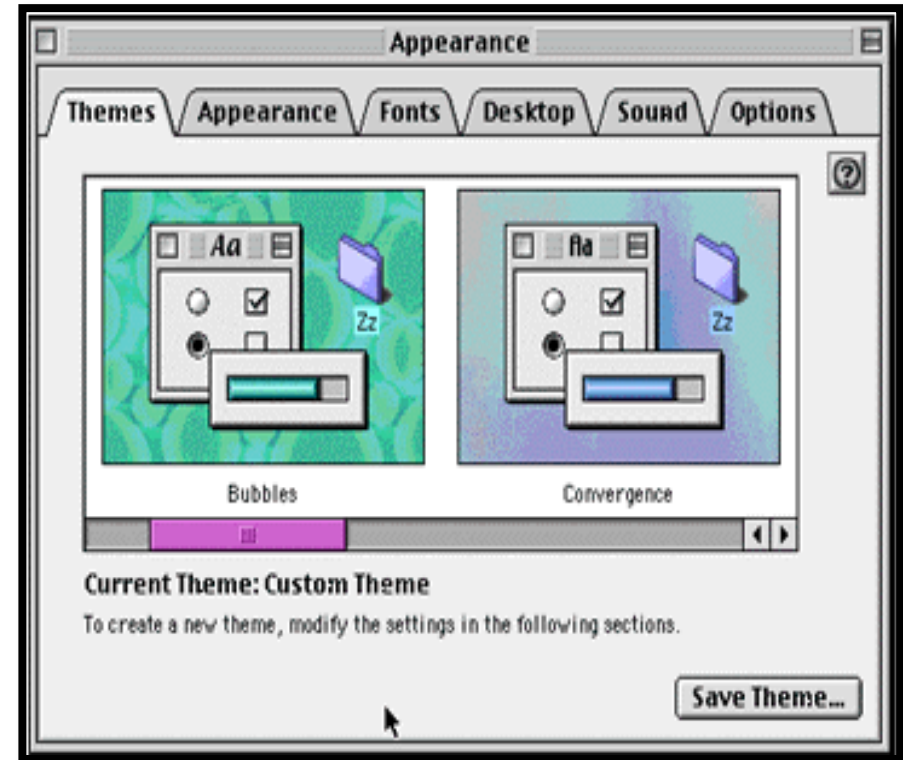 Appearance
Themes Appearance Fonts Desktop Sound Options
?
Aa Aa
Zz Zz
Bubbles Convergence
Current Theme: Custom Theme
To create a new theme, modify the settings in the following sections.
Save Theme...